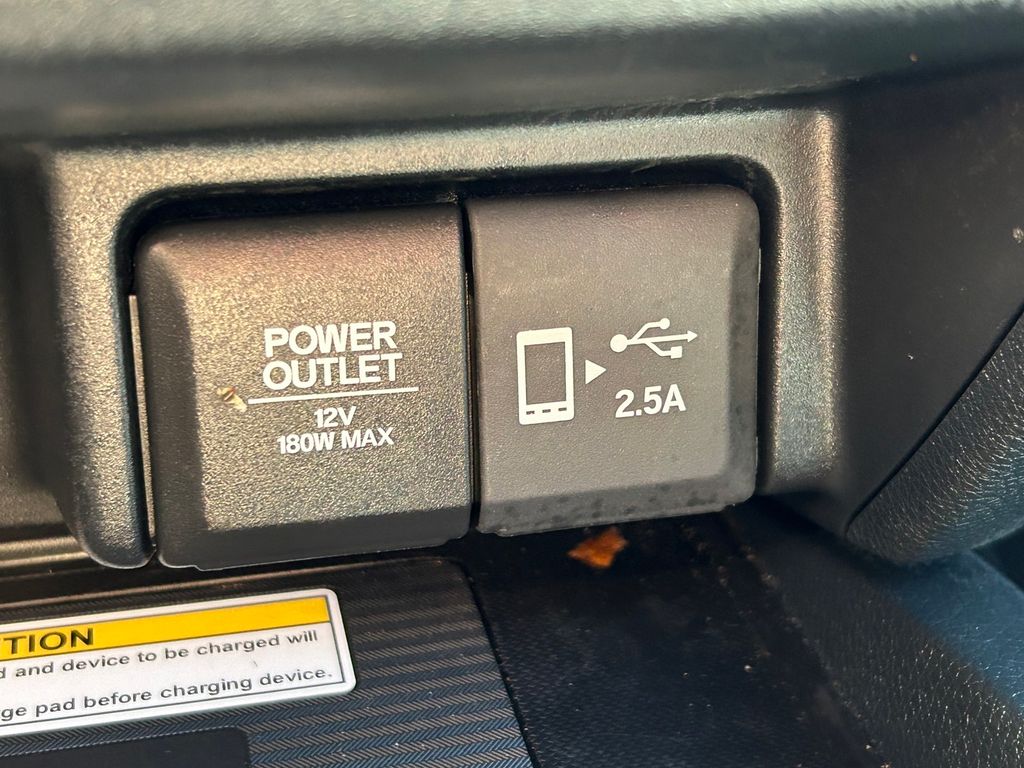 POWER
OUTLET
12V
180W MAX
2.5A
TION
d and device to be charged will
ge pad before charging device.